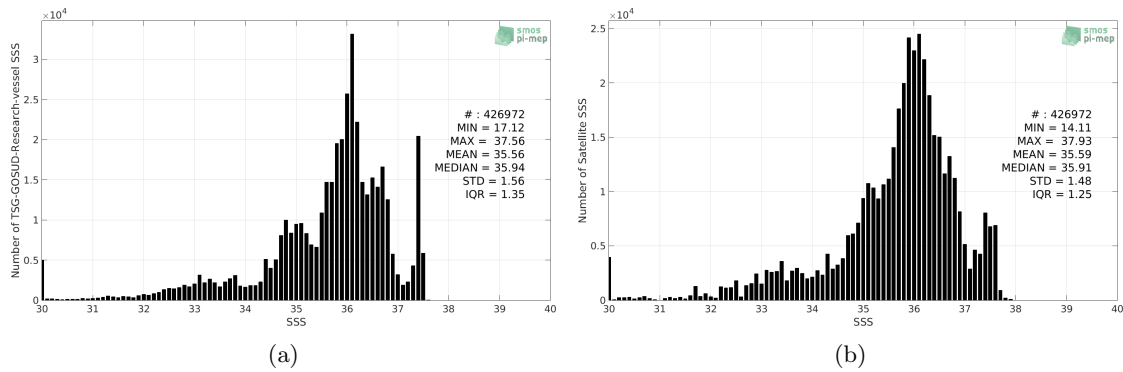 ×10⁴
smos
pi-mep
Number of TSG-GOSUD-Research-vessel SSS
3.5
3
2.5
2
1.5
1
0.5
0
# : 426972
MIN = 17.12
MAX = 37.56
MEAN = 35.56
MEDIAN = 35.94
STD = 1.56
IQR = 1.35
30 31 32 33 34 35 36 37 38 39 40
SSS
(a)
×10⁴
smos
pi-mep
Number of Satellite SSS
2.5
2
1.5
1
0.5
0
# : 426972
MIN = 14.11
MAX = 37.93
MEAN = 35.59
MEDIAN = 35.91
STD = 1.48
IQR = 1.25
30 31 32 33 34 35 36 37 38 39 40
SSS
(b)